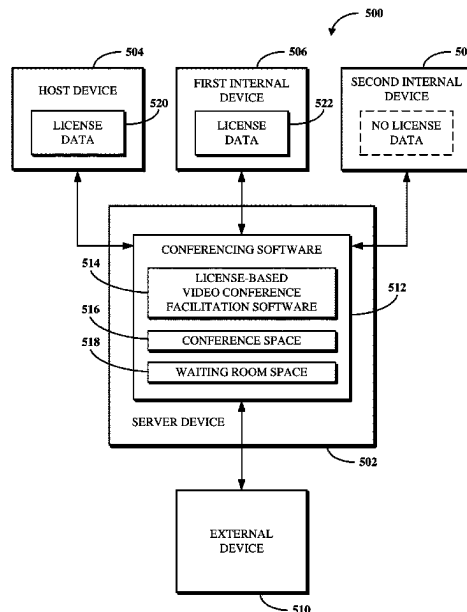 500
504
506
HOST DEVICE
520
LICENSE
DATA
FIRST INTERNAL
DEVICE
522
LICENSE
DATA
SECOND INTERNAL
DEVICE
NO LICENSE
DATA
CONFERENCING SOFTWARE
514
LICENSE-BASED
VIDEO CONFERENCE
FACILITATION SOFTWARE
512
516
CONFERENCE SPACE
518
WAITING ROOM SPACE
SERVER DEVICE
502
EXTERNAL
DEVICE
510